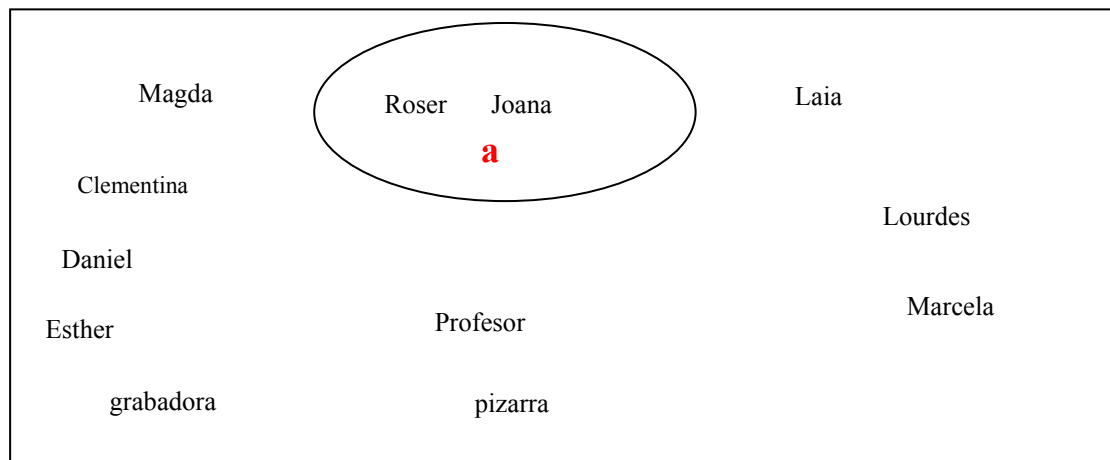 Magda
Roser Joana
Laia
a
Clementina
Lourdes
Daniel
Marcela
Esther
Profesor
grabadora
pizarra